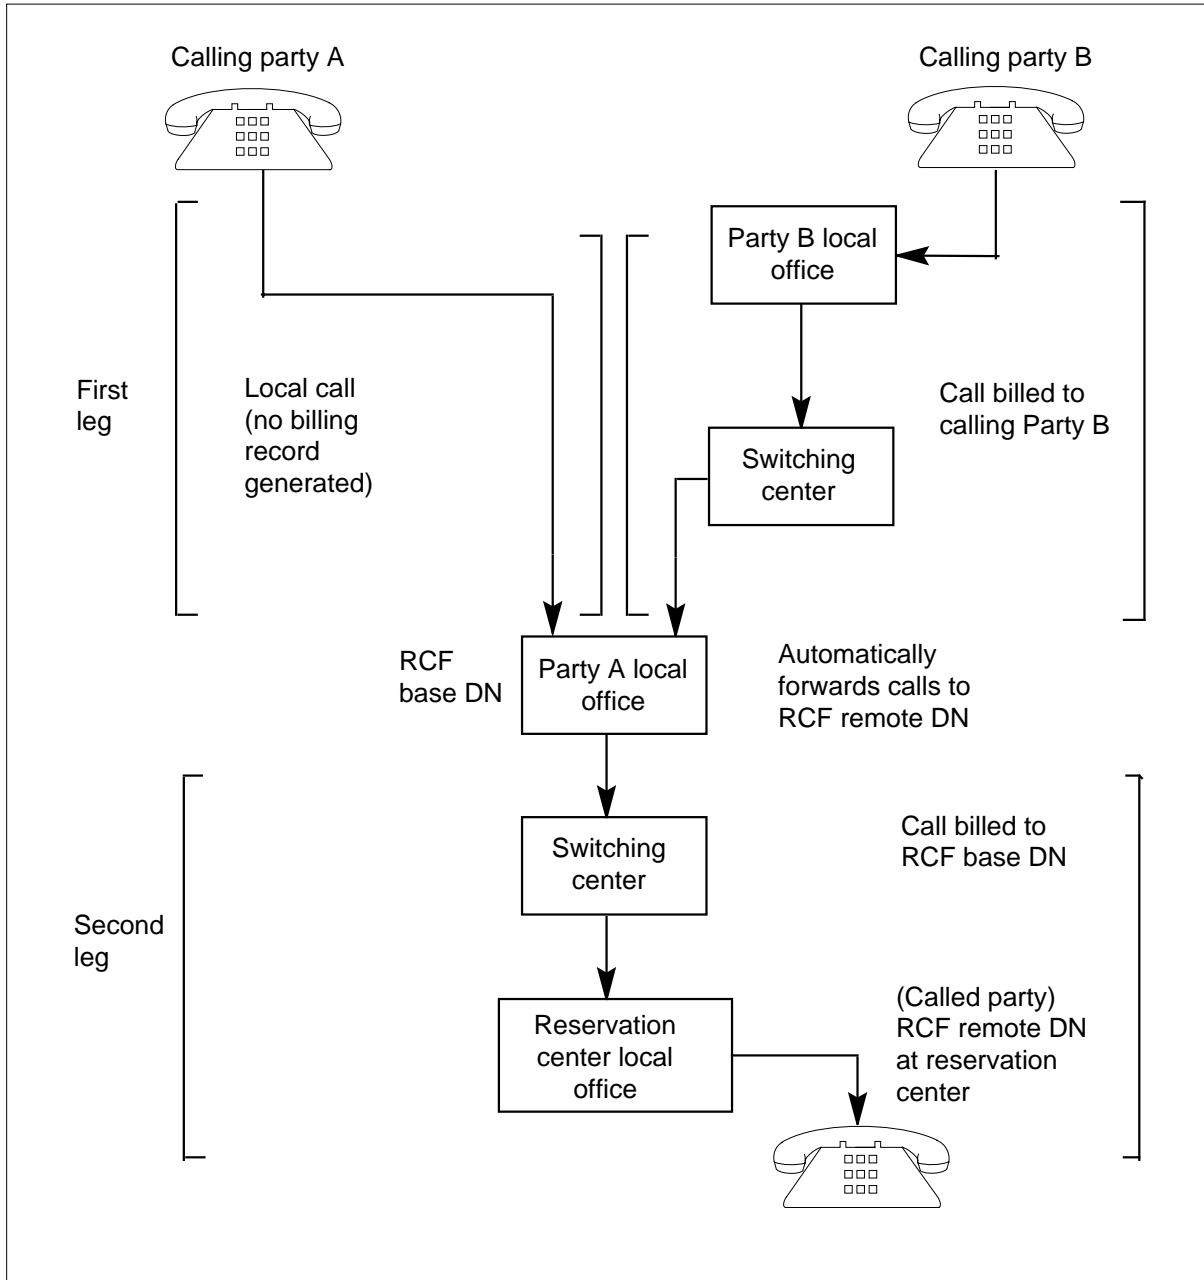 Calling party A
Calling party B
Party B local
office
First
leg
Local call
(no billing
record
generated)
Call billed to
calling Party B
Switching
center
RCF
base DN
Party A local
office
Automatically
forwards calls to
RCF remote DN
Switching
center
Call billed to
RCF base DN
Second
leg
Reservation
center local
office
(Called party)
RCF remote DN
at reservation
center